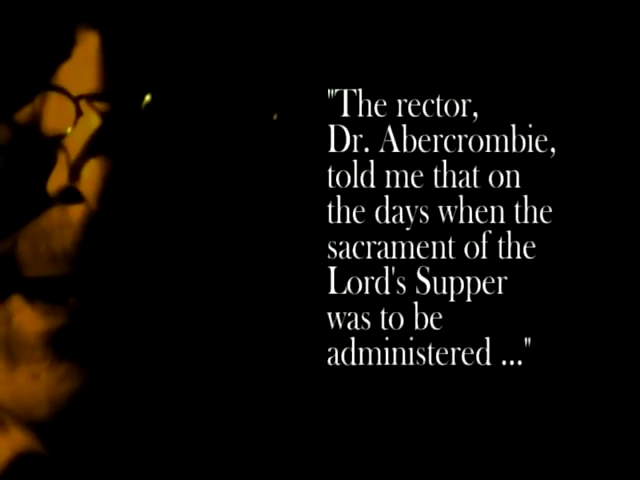 "The rector,
Dr. Abercrombie,
told me that on
the days when the
sacrament of the
Lord's Supper
was to be
administered ..."